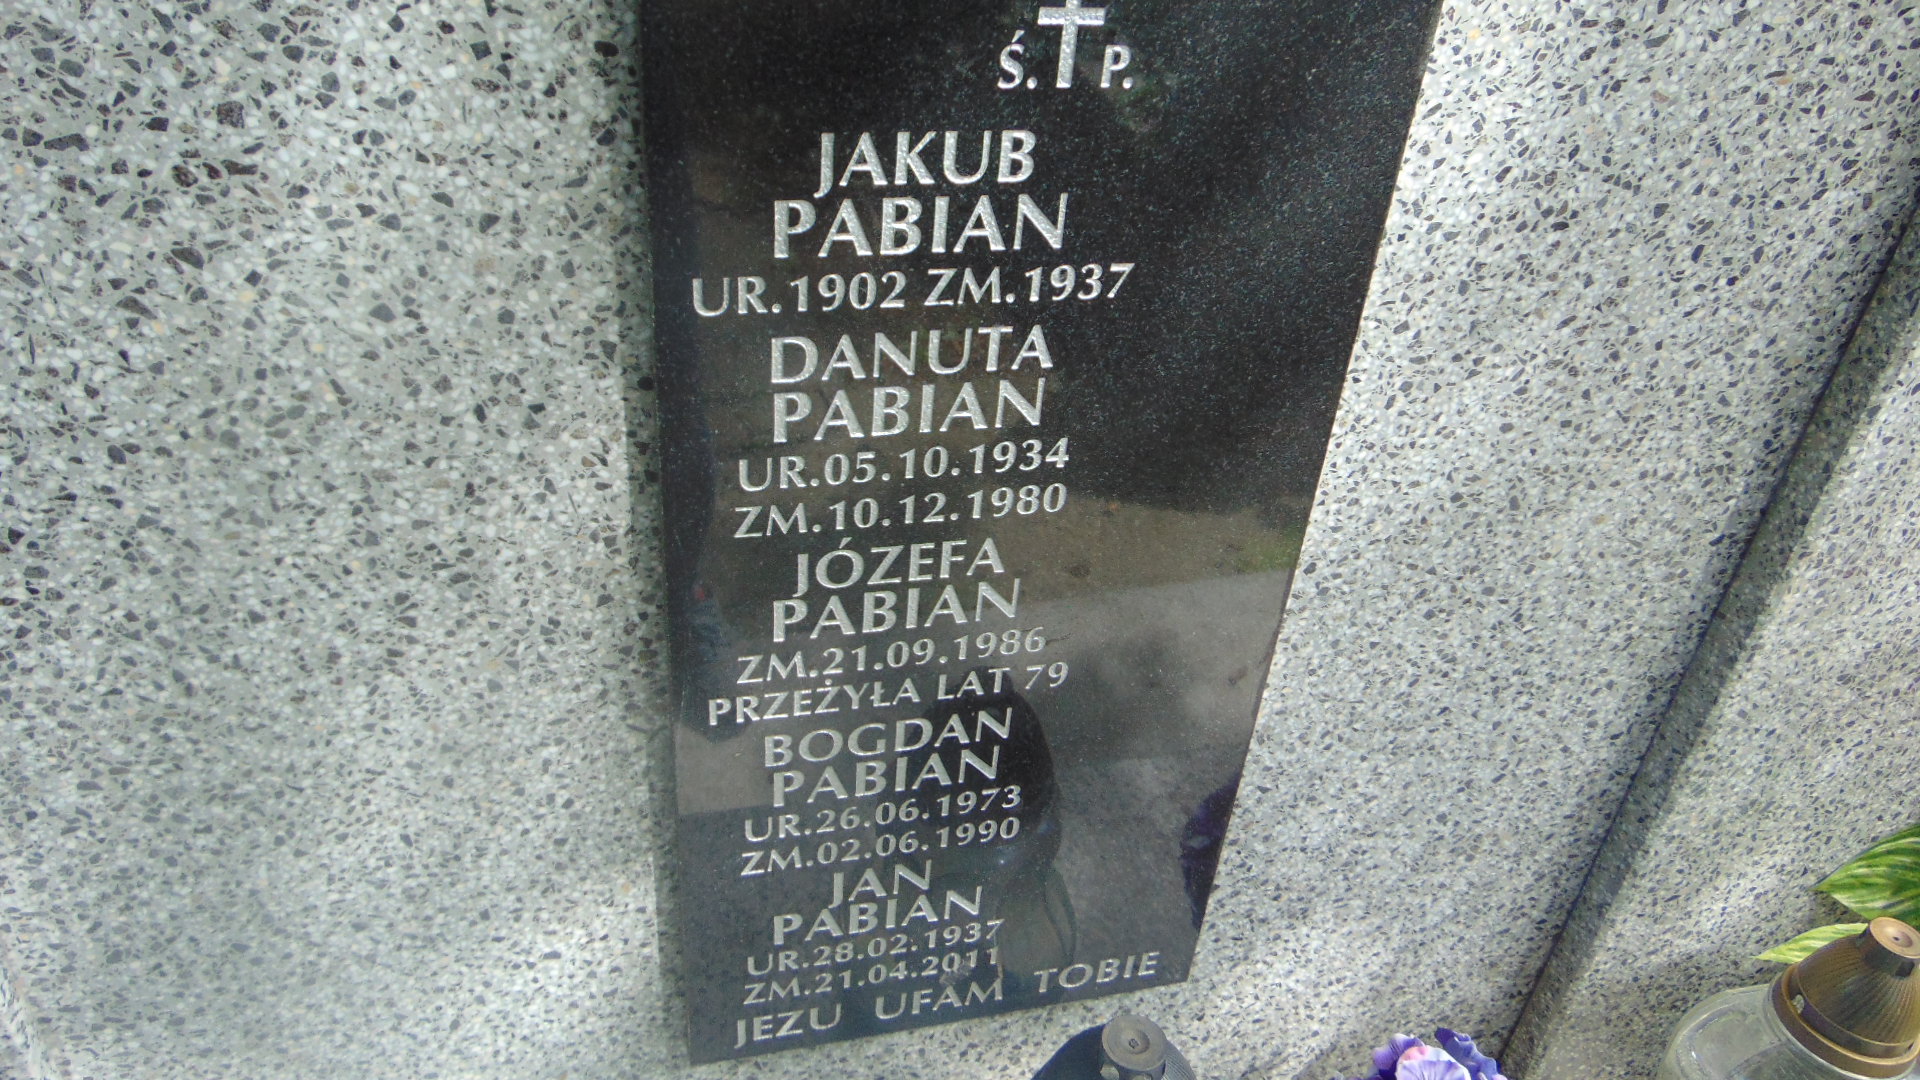 Ś. P.
JAKUB
PABIAN
UR.1902 ZM.1937
DANUTA
PABIAN
UR.05.10.1934
ZM.10.12.1980
JÓZEFA
PABIAN
ZM.21.09.1986
PRZEŻYŁA LAT 79
BOGDAN
PABIAN
UR.26.06.1973
ZM.02.06.1990
JAN
PABIAN
UR.28.02.1937
ZM.21.04.2011
JEZU UFAM TOBIE